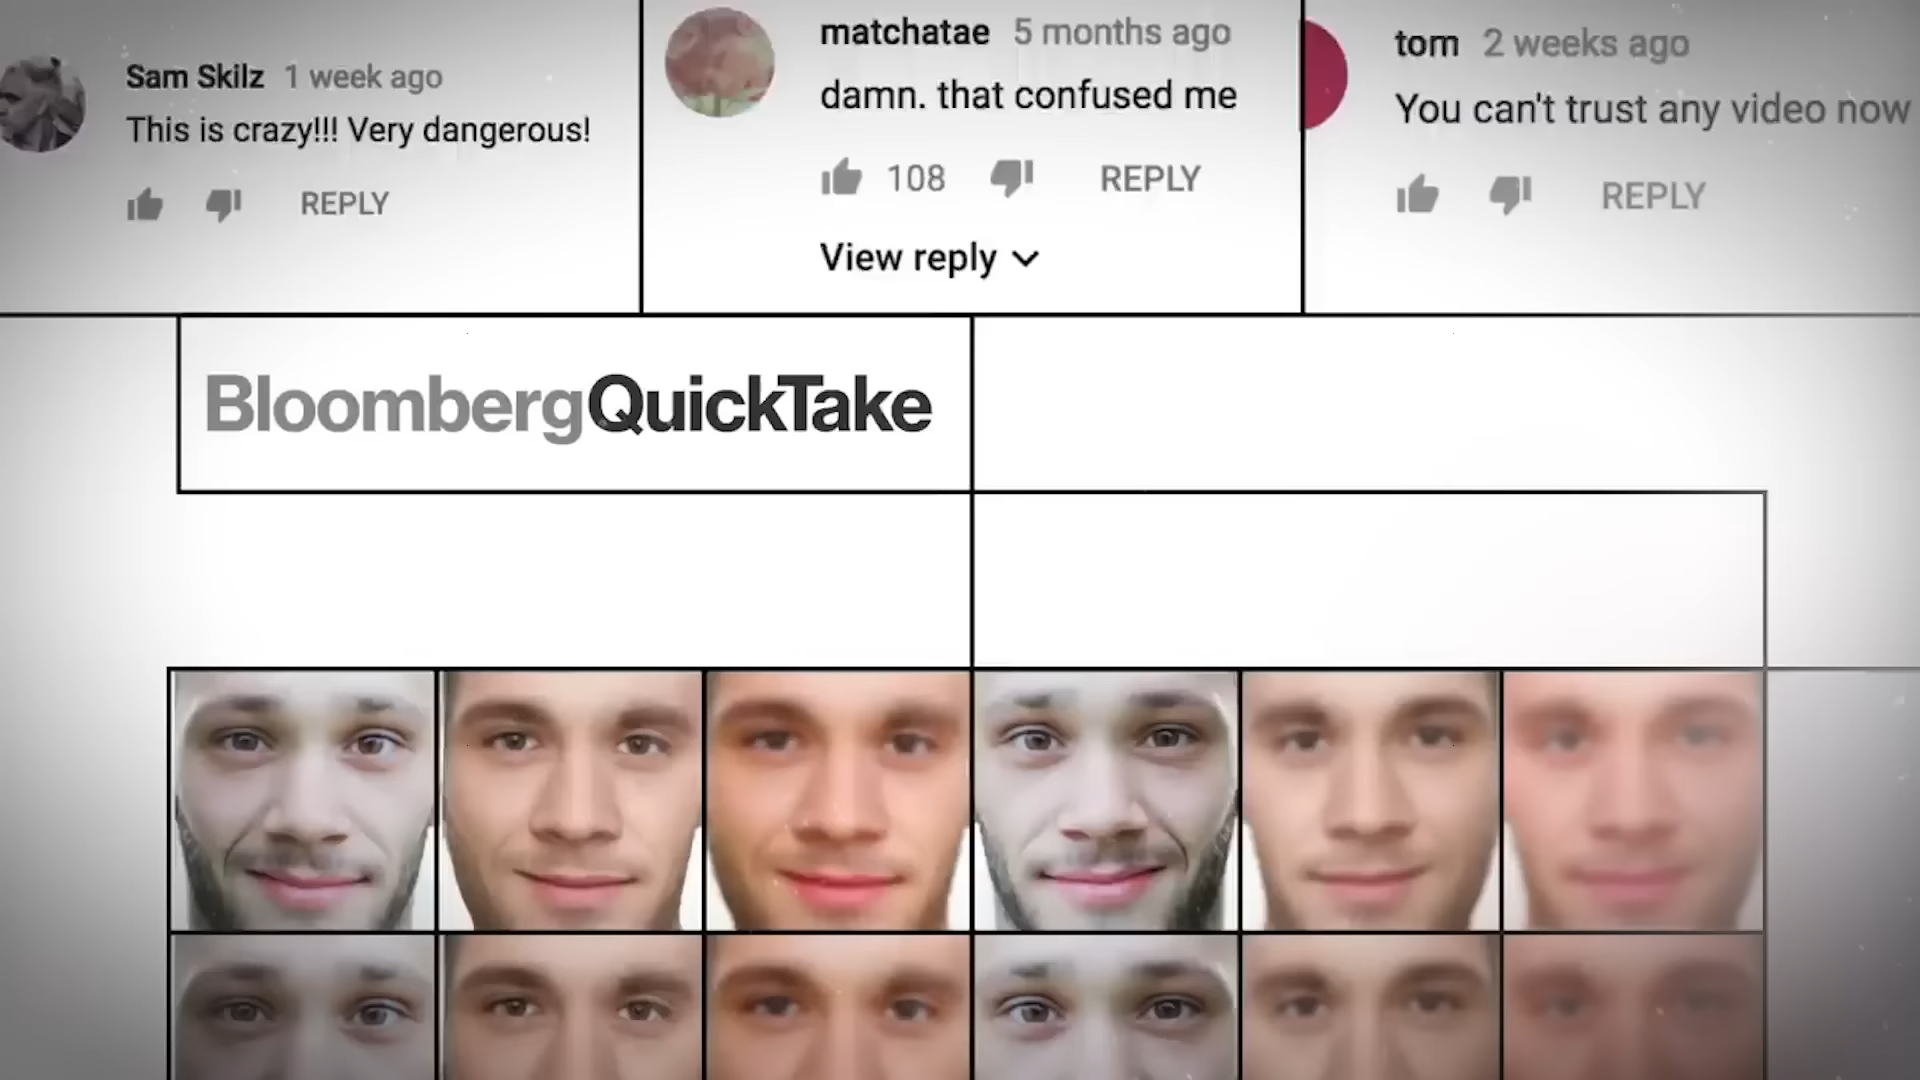 Sam Skilz 1 week ago
This is crazy!!! Very dangerous!
REPLY
matchatae 5 months ago
damn. that confused me
108 REPLY
View reply
tom 2 weeks ago
You can't trust any video now
REPLY
BloombergQuickTake